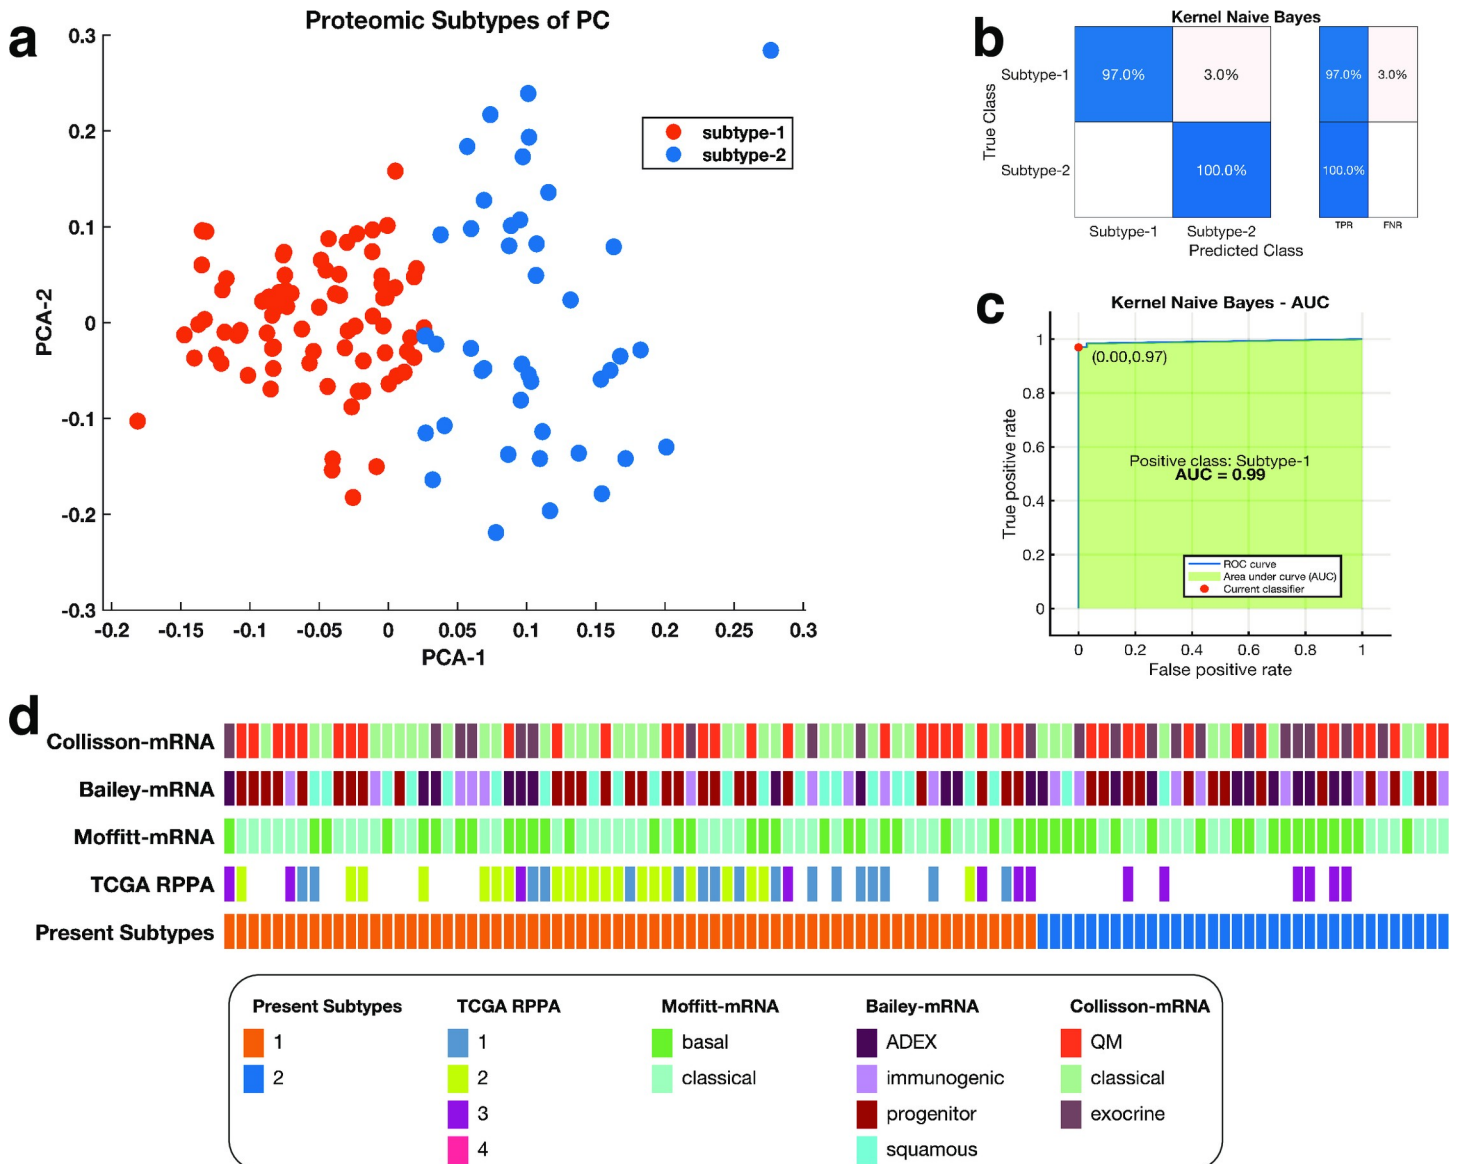 a
Proteomic Subtypes of PC
0.3
0.2
0.1
0
-0.1
-0.2
-0.3
PCA-2
subtype-1
subtype-2
-0.2 -0.15 -0.1 -0.05 0 0.05 0.1 0.15 0.2 0.25 0.3
PCA-1
b
Kernel Naive Bayes
True Class
Subtype-1
97.0% 3.0% 97.0% 3.0%
Subtype-2
100.0% 100.0%
Subtype-1 Subtype-2 TPR FNR
Predicted Class
c
Kernel Naive Bayes - AUC
1
0.8
0.6
0.4
0.2
0
True positive rate
(0.00,0.97)
Positive class: Subtype-1
AUC = 0.99
ROC curve
Area under curve (AUC)
Current classifier
0 0.2 0.4 0.6 0.8 1
False positive rate
d
Collisson-mRNA
Bailey-mRNA
Moffitt-mRNA
TCGA RPPA
Present Subtypes
Present Subtypes
1
2
TCGA RPPA
1
2
3
4
Moffitt-mRNA
basal
classical
Bailey-mRNA
ADEX
immunogenic
progenitor
squamous
Collisson-mRNA
QM
classical
exocrine